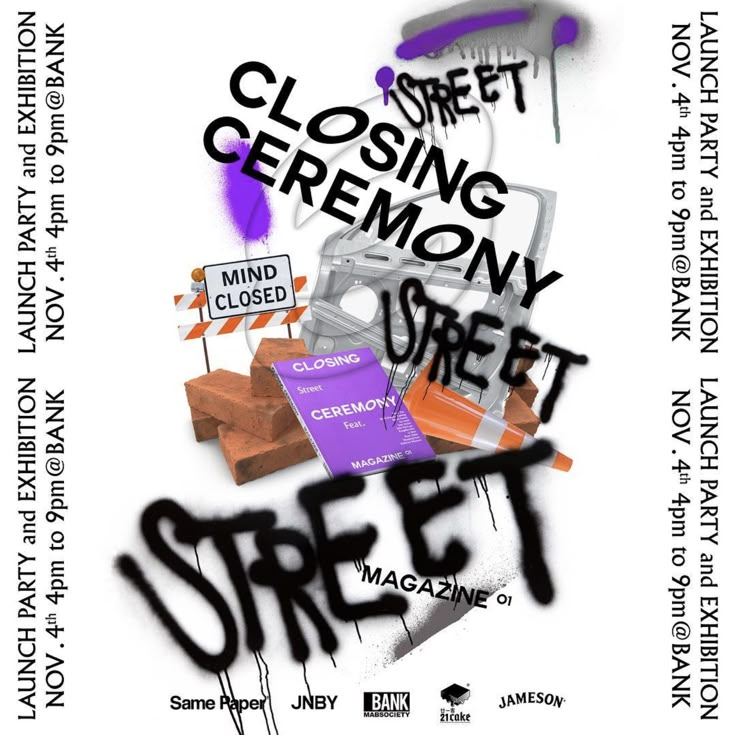 LAUNCH PARTY and EXHIBITION
NOV. 4th 4pm to 9pm@BANK
LAUNCH PARTY and EXHIBITION
NOV. 4th 4pm to 9pm@BANK
STREET
CLOSING
CEREMONY
MIND
CLOSED
STREET
CLOSING
Street
CEREMONY
Feat.
MAGAZINE 01
STREET
MAGAZINE 01
Same Paper
JNBY
BANK
MABSOCIETY
廿一客
21cake
JAMESON
LAUNCH PARTY and EXHIBITION
NOV. 4th 4pm to 9pm@BANK
LAUNCH PARTY and EXHIBITION
NOV. 4th 4pm to 9pm@BANK